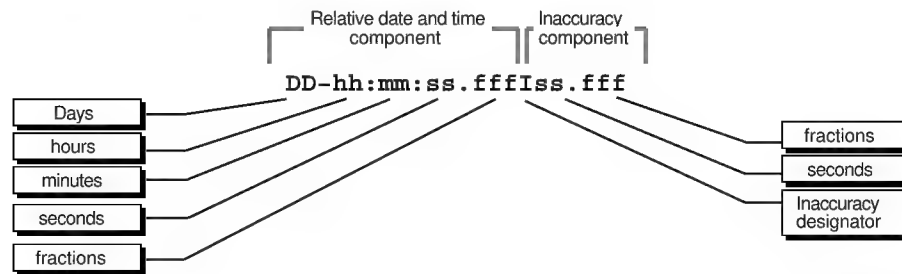 Relative date and time component
Inaccuracy component
DD-hh:mm:ss.fffIss.fff
Days
hours
minutes
seconds
fractions
fractions
seconds
Inaccuracy designator